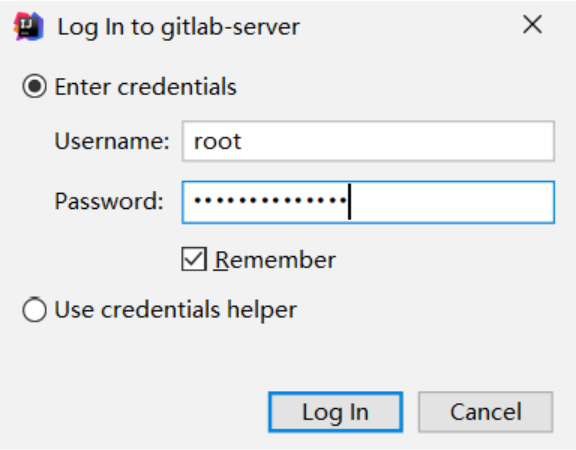 Log In to gitlab-server
Enter credentials
Username: root
Password: ••••••••••••••
Remember
Use credentials helper
Log In Cancel